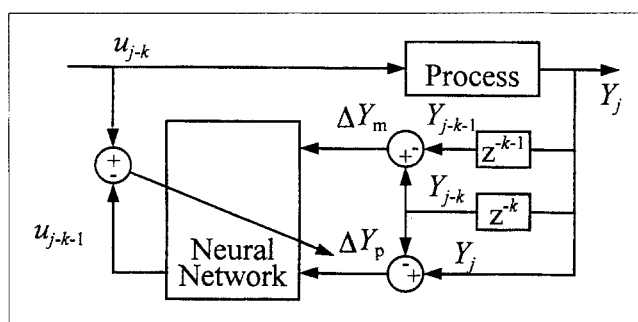 u_{j-k}
Process
Y_j
ΔY_m
Y_{j-k-1}
z^{-k-1}
+ -
+
-
Y_{j-k}
z^{-k}
u_{j-k-1}
Neural
Network
ΔY_p
-
+
Y_j